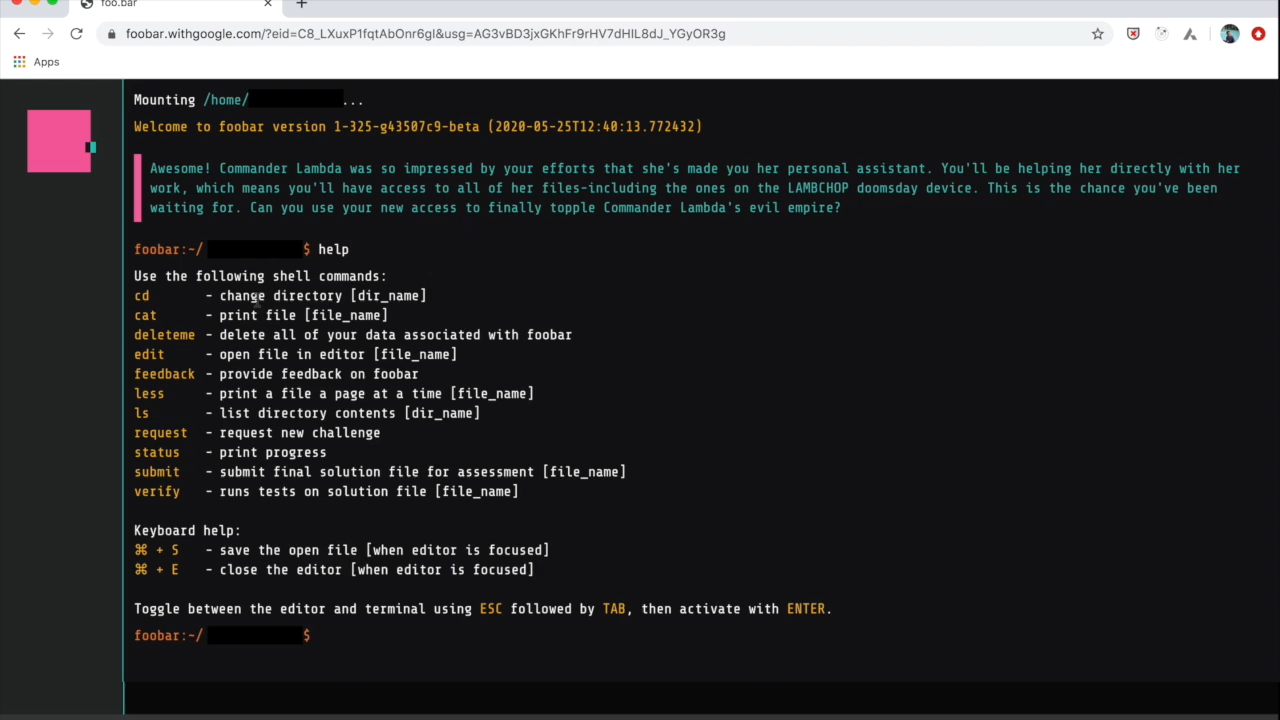 foo.bar
foobar.withgoogle.com/?eid=C8_LXuxP1fqtAbOnr6gI&usg=AG3vBD3jxGKhFr9rHV7dHIL8dJ_YGyOR3g
Apps
Mounting /home/ ...
Welcome to foobar version 1-325-g43507c9-beta (2020-05-25T12:40:13.772432)
Awesome! Commander Lambda was so impressed by your efforts that she's made you her personal assistant. You'll be helping her directly with her
work, which means you'll have access to all of her files-including the ones on the LAMBCHOP doomsday device. This is the chance you've been
waiting for. Can you use your new access to finally topple Commander Lambda's evil empire?
foobar:~/ $ help
Use the following shell commands:
cd - change directory [dir_name]
cat - print file [file_name]
deleteme - delete all of your data associated with foobar
edit - open file in editor [file_name]
feedback - provide feedback on foobar
less - print a file a page at a time [file_name]
ls - list directory contents [dir_name]
request - request new challenge
status - print progress
submit - submit final solution file for assessment [file_name]
verify - runs tests on solution file [file_name]
Keyboard help:
⌘ + S - save the open file [when editor is focused]
⌘ + E - close the editor [when editor is focused]
Toggle between the editor and terminal using ESC followed by TAB, then activate with ENTER.
foobar:~/ $